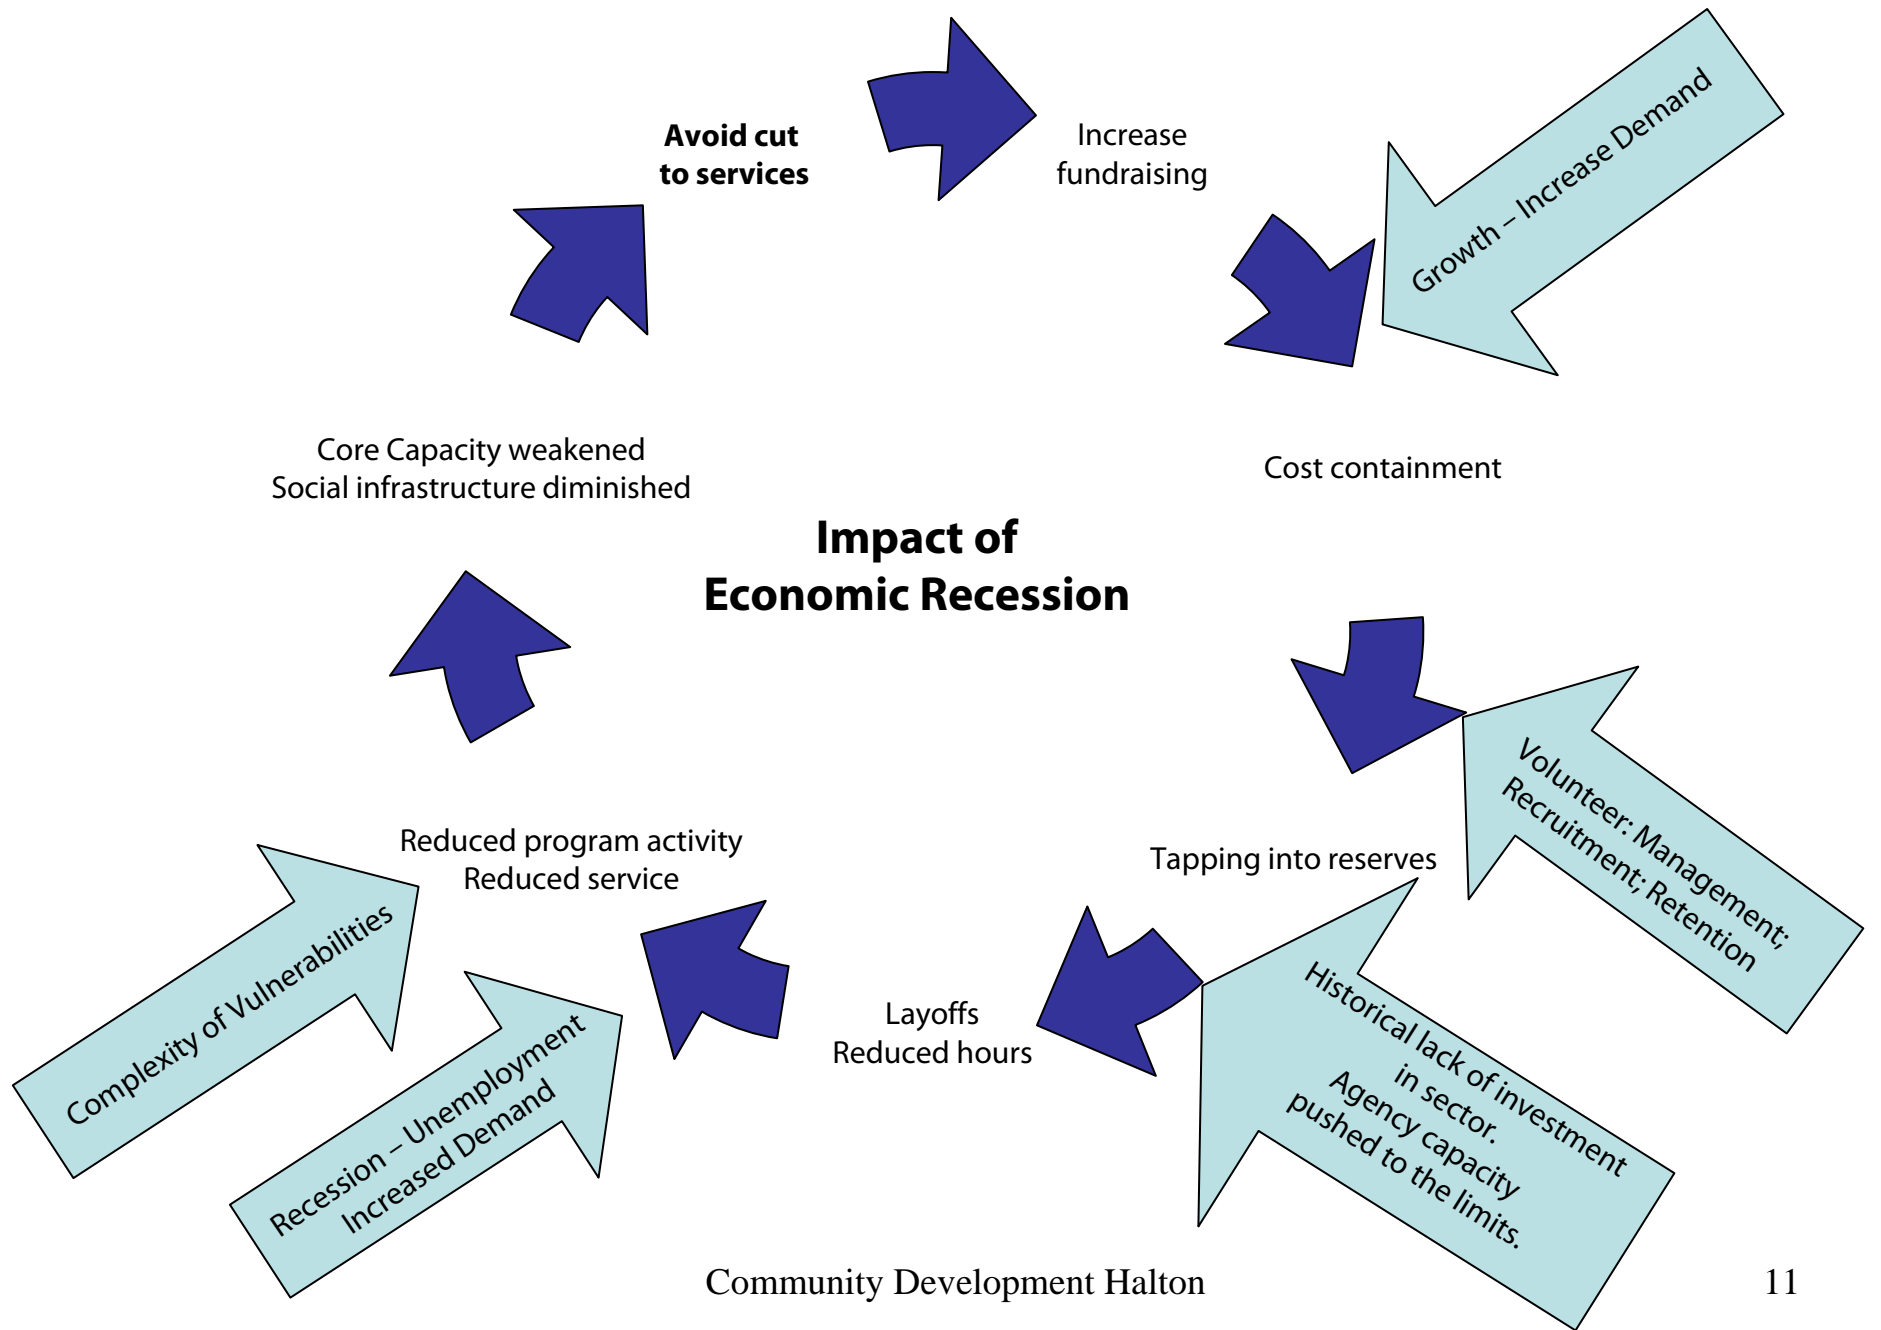 Avoid cut
to services
Increase
fundraising
Growth – Increase Demand
Cost containment
Core Capacity weakened
Social infrastructure diminished
Impact of
Economic Recession
Volunteer: Management;
Recruitment; Retention
Tapping into reserves
Historical lack of investment
in sector.
Agency capacity
pushed to the limits.
Layoffs
Reduced hours
Reduced program activity
Reduced service
Complexity of Vulnerabilities
Recession – Unemployment
Increased Demand
Community Development Halton
11